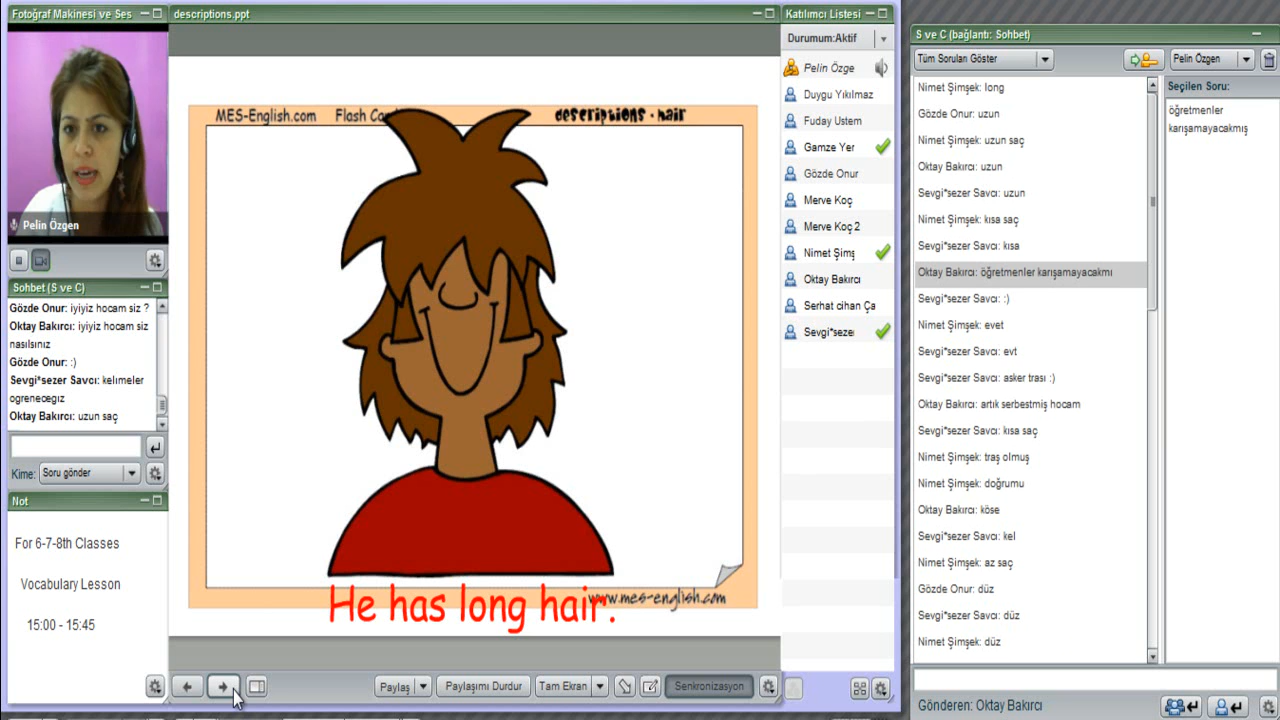 Fotoğraf Makinesi ve Ses
Pelin Özgen
Sohbet (S ve C)
Gözde Onur: iyiyiz hocam siz ?
Oktay Bakırcı: iyiyiz hocam siz
nasılsınız
Gözde Onur: :)
Sevgi*sezer Savcı: kelımeler
ogrenecegız
Oktay Bakırcı: uzun saç
Kime:
Soru gönder
Not
For 6-7-8th Classes
Vocabulary Lesson
15:00 - 15:45
descriptions.ppt
MES-English.com
Flash Ca
descriptions - hair
www.mes-english.com
He has long hair.
Paylaş
Paylaşımı Durdur
Tam Ekran
Senkronizasyon
Katılımcı Listesi
Durumum:Aktif
Pelin Özge
Duygu Yıkılmaz
Fuday Ustem
Gamze Yer
Gözde Onur
Merve Koç
Merve Koç 2
Nimet Şimş
Oktay Bakırcı
Serhat cihan Ça
Sevgi*seze
S ve C (bağlantı: Sohbet)
Tüm Soruları Göster
Pelin Özgen
Nimet Şimşek: long
Gözde Onur: uzun
Nimet Şimşek: uzun saç
Oktay Bakırcı: uzun
Sevgi*sezer Savcı: uzun
Nimet Şimşek: kısa saç
Sevgi*sezer Savcı: kısa
Oktay Bakırcı: öğretmenler karışamayacakmı
Sevgi*sezer Savcı: :)
Nimet Şimşek: evet
Sevgi*sezer Savcı: evt
Sevgi*sezer Savcı: asker trası :)
Oktay Bakırcı: artık serbestmiş hocam
Sevgi*sezer Savcı: kısa saç
Nimet Şimşek: traş olmuş
Nimet Şimşek: doğrumu
Oktay Bakırcı: köse
Sevgi*sezer Savcı: kel
Nimet Şimşek: az saç
Gözde Onur: düz
Sevgi*sezer Savcı: düz
Nimet Şimşek: düz
Seçilen Soru:
öğretmenler
karışamayacakmış
Gönderen: Oktay Bakırcı